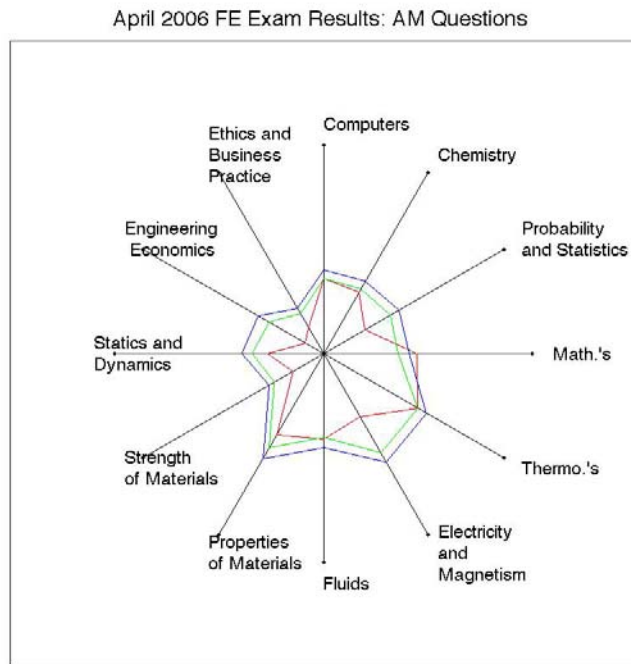 April 2006 FE Exam Results: AM Questions
Computers
Ethics and
Business
Practice
Chemistry
Engineering
Economics
Probability
and Statistics
Statics and
Dynamics
Math.'s
Strength
of Materials
Thermo.'s
Properties
of Materials
Fluids
Electricity
and
Magnetism